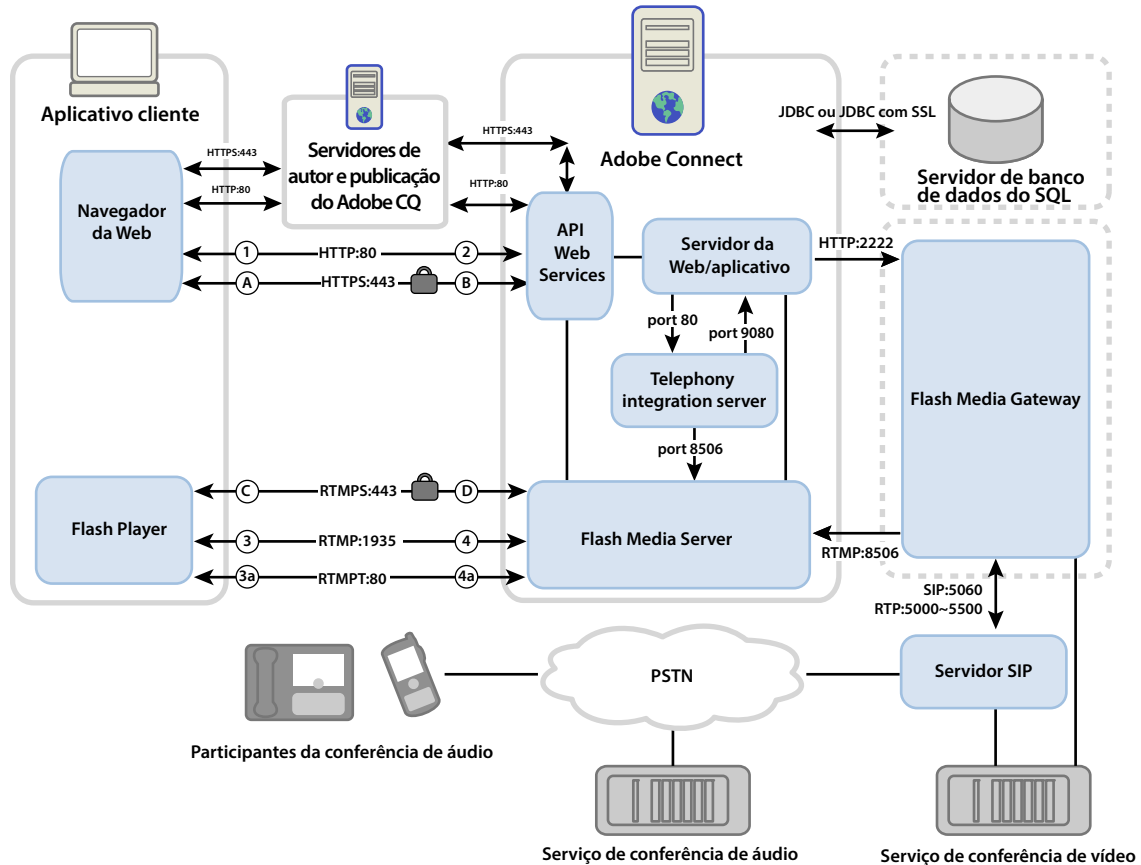 Aplicativo cliente
Servidores de
autor e publicação
do Adobe CQ
Adobe Connect
JDBC ou JDBC com SSL
Servidor de banco
de dados do SQL
HTTPS:443
HTTP:80
HTTPS:443
HTTP:80
Navegador
da Web
1
HTTP:80
2
A
HTTPS:443
B
API
Web
Services
Servidor da
Web/aplicativo
HTTP:2222
port 80
port 9080
Telephony
integration server
port 8506
Flash Media Gateway
Flash Player
C
RTMPS:443
D
3
RTMP:1935
4
3a
RTMPT:80
4a
Flash Media Server
RTMP:8506
SIP:5060
RTP:5000~5500
Servidor SIP
PSTN
Participantes da conferência de áudio
Serviço de conferência de áudio
Serviço de conferência de vídeo